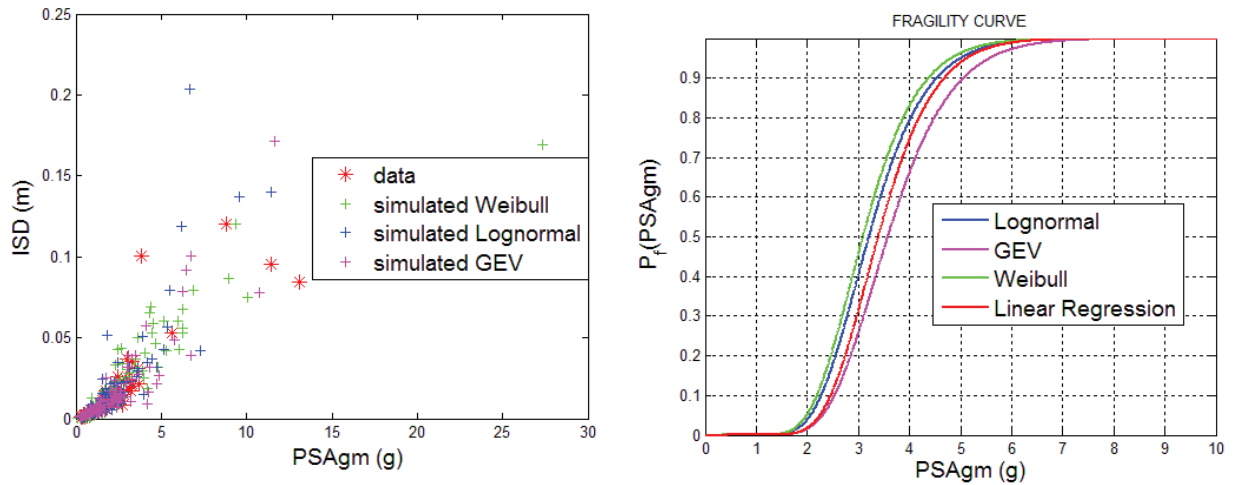 0.25
0.2
0.15
0.1
0.05
0
0 5 10 15 20 25 30
ISD (m)
PSAgm (g)
data
simulated Weibull
simulated Lognormal
simulated GEV
FRAGILITY CURVE
0.9
0.8
0.7
0.6
0.5
0.4
0.3
0.2
0.1
0
0 1 2 3 4 5 6 7 8 9 10
Pf(PSAgm)
PSAgm (g)
Lognormal
GEV
Weibull
Linear Regression